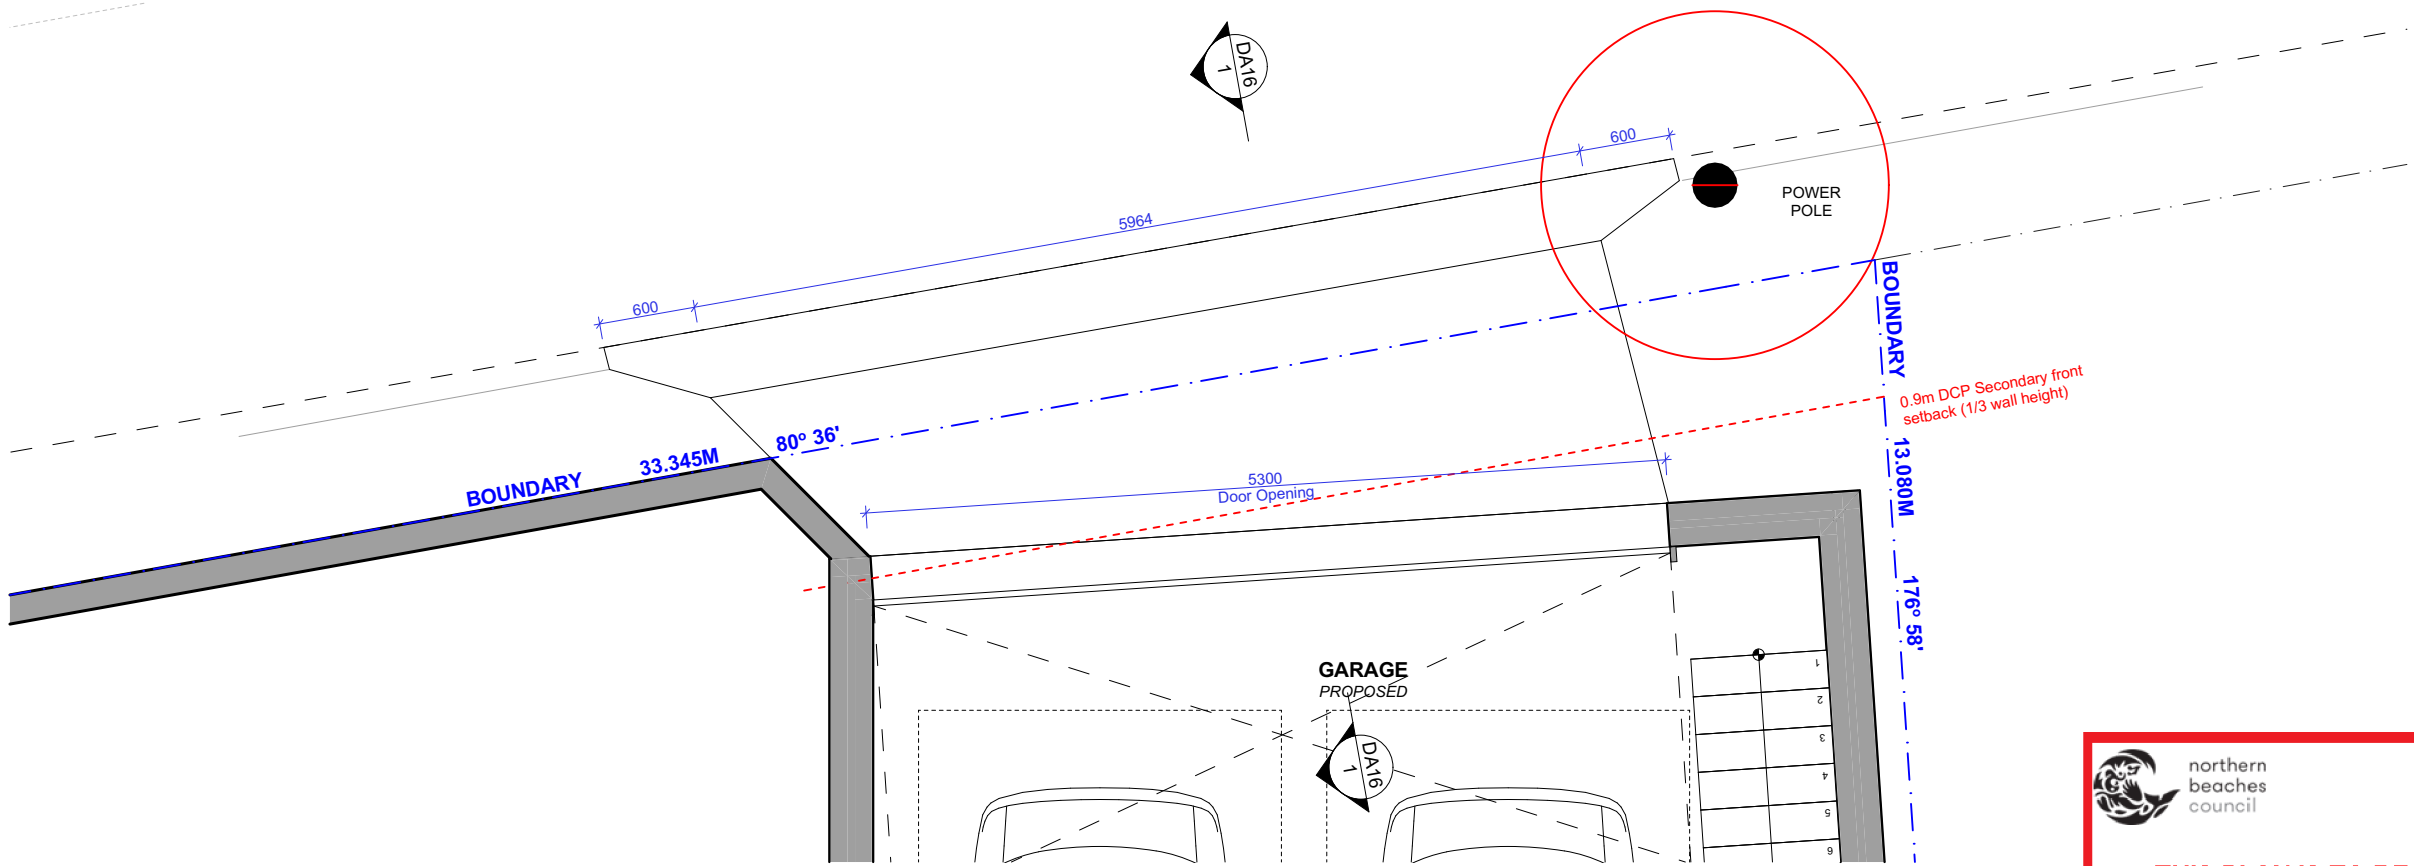 DA16
1
600
POWER
POLE
5964
600
BOUNDARY
0.9m DCP Secondary front
setback (1/3 wall height)
80º 36'
33.345M
BOUNDARY
13.080M
5300
Door Opening
176º 58'
GARAGE
PROPOSED
DA16
1
1
2
3
4
5
6
northern
beaches
council